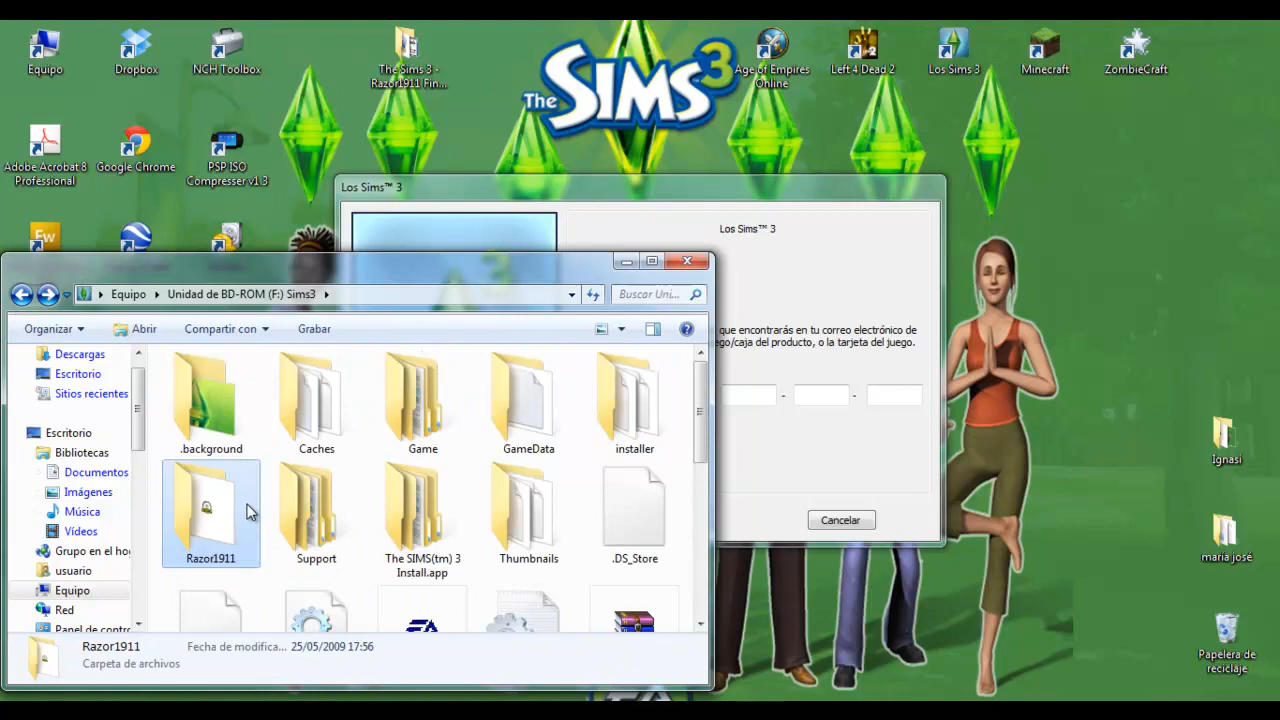 Equipo
Dropbox
NCH Toolbox
The Sims 3 -
Razor1911 Fin...
The SIMS 3
Age of Empires
Online
Left 4 Dead 2
Los Sims 3
Minecraft
ZombieCraft
Adobe Acrobat 8
Professional
Google Chrome
PSP ISO
Compresser v1.3
Los Sims™ 3
Los Sims™ 3
que encontrarás en tu correo electrónico de
ego/caja del producto, o la tarjeta del juego.
- -
Cancelar
Equipo
Unidad de BD-ROM (F:) Sims3
Buscar Uni...
Organizar
Abrir
Compartir con
Grabar
Descargas
Escritorio
Sitios recientes
Escritorio
Bibliotecas
Documentos
Imágenes
Música
Vídeos
Grupo en el hog
usuario
Equipo
Red
Panel de contro
.background
Caches
Game
GameData
installer
Razor1911
Support
The SIMS(tm) 3
Install.app
Thumbnails
.DS_Store
Razor1911
Fecha de modifica...
25/05/2009 17:56
Carpeta de archivos
Ignasi
maría josé
Papelera de
reciclaje